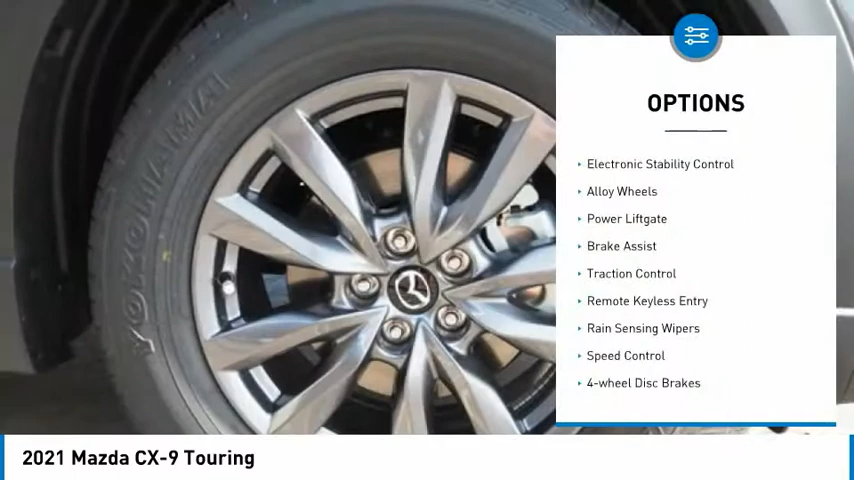 YOKOHAMA
OPTIONS
Electronic Stability Control
Alloy Wheels
Power Liftgate
Brake Assist
Traction Control
Remote Keyless Entry
Rain Sensing Wipers
Speed Control
4-wheel Disc Brakes
2021 Mazda CX-9 Touring